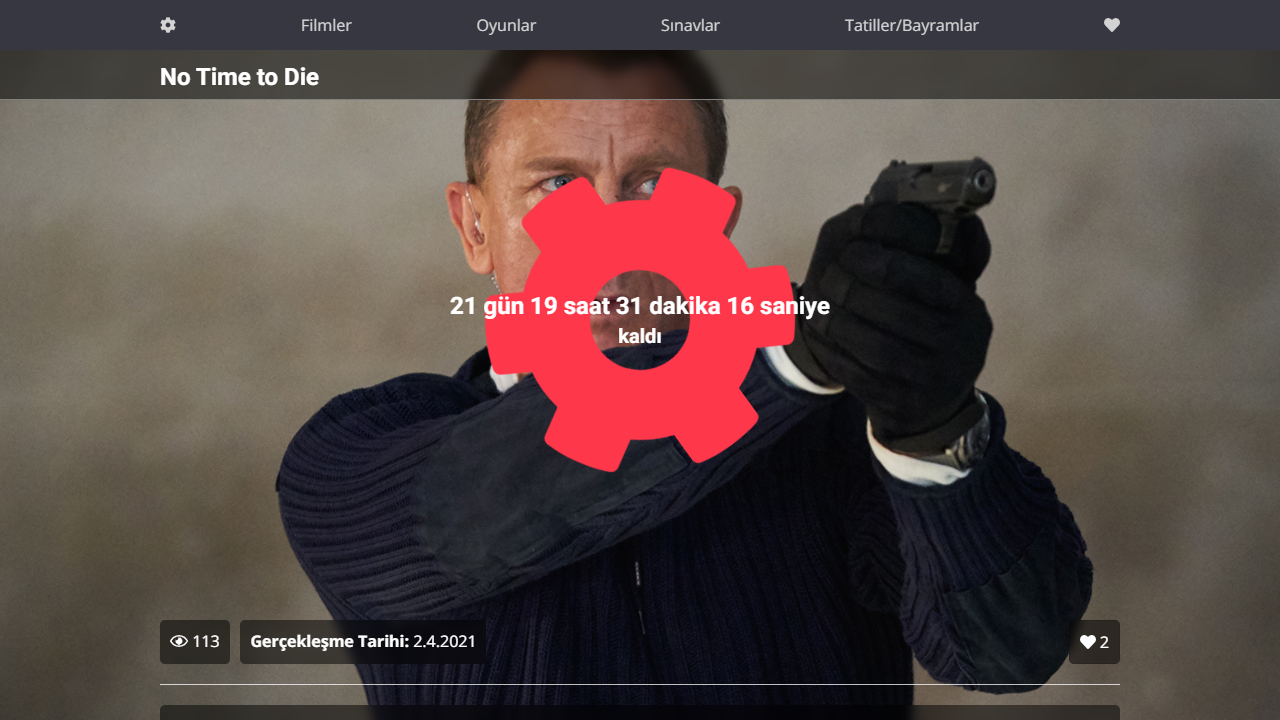 Filmler Oyunlar Sınavlar Tatiller/Bayramlar
No Time to Die
21 gün 19 saat 31 dakika 16 saniye
kaldı
113 Gerçekleşme Tarihi: 2.4.2021 2